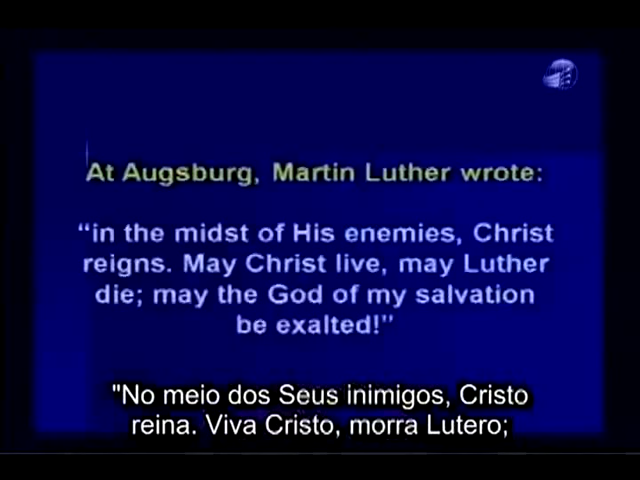 At Augsburg, Martin Luther wrote:
“in the midst of His enemies, Christ
reigns. May Christ live, may Luther
die; may the God of my salvation
be exalted!”
"No meio dos Seus inimigos, Cristo
reina. Viva Cristo, morra Lutero;